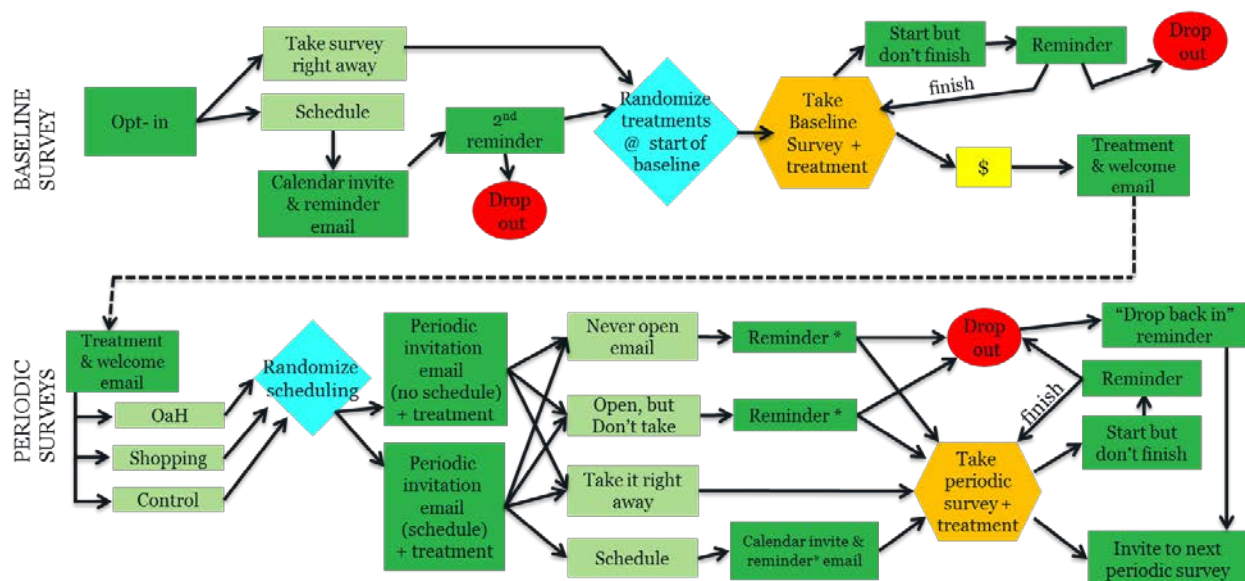 BASELINE
SURVEY
Opt- in
Take survey
right away
Schedule
Calendar invite
& reminder
email
2nd
reminder
Drop
out
Randomize
treatments
@ start of
baseline
Take
Baseline
Survey +
treatment
Start but
don't finish
Reminder
finish
Drop
out
$
Treatment
& welcome
email
PERIODIC
SURVEYS
Treatment
& welcome
email
OaH
Shopping
Control
Randomize
scheduling
Periodic
invitation
email
(no schedule)
+ treatment
Periodic
invitation
email
(schedule)
+ treatment
Never open
email
Open, but
Don't take
Take it right
away
Schedule
Reminder *
Reminder *
Calendar invite &
reminder* email
Drop
out
Take
periodic
survey +
treatment
finish
"Drop back in"
reminder
Reminder
Start but
don't finish
Invite to next
periodic survey